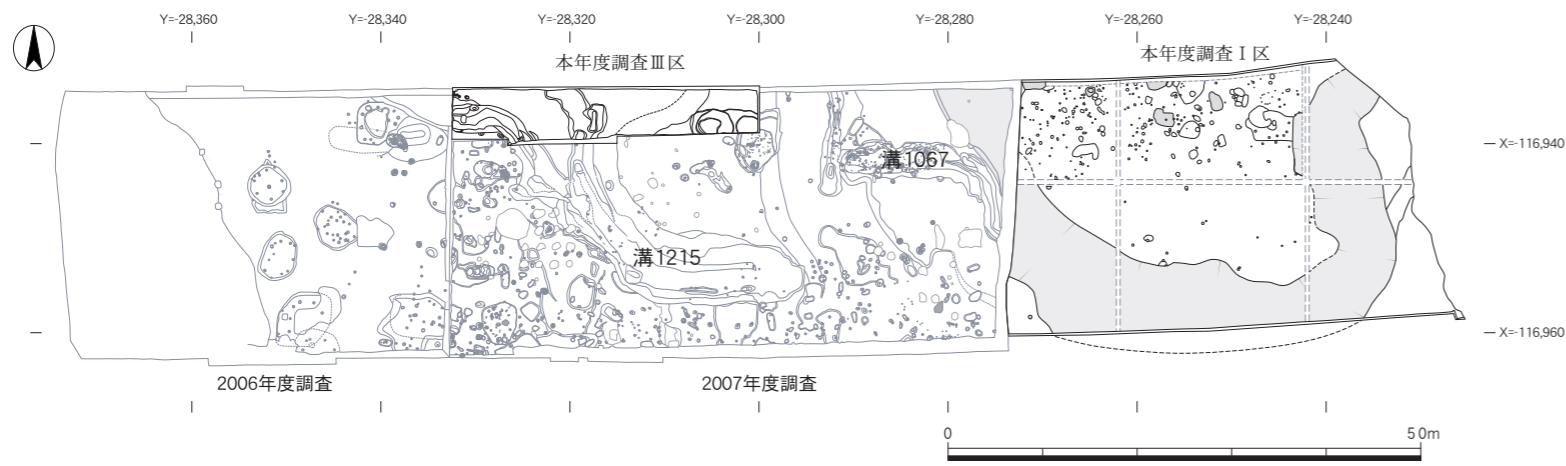 Y=-28,360
Y=-28,340
Y=-28,320
Y=-28,300
Y=-28,280
Y=-28,260
Y=-28,240
本年度調査Ⅲ区
本年度調査Ⅰ区
X=-116,940
溝1067
溝1215
X=-116,960
2006年度調査
2007年度調査
0
50m